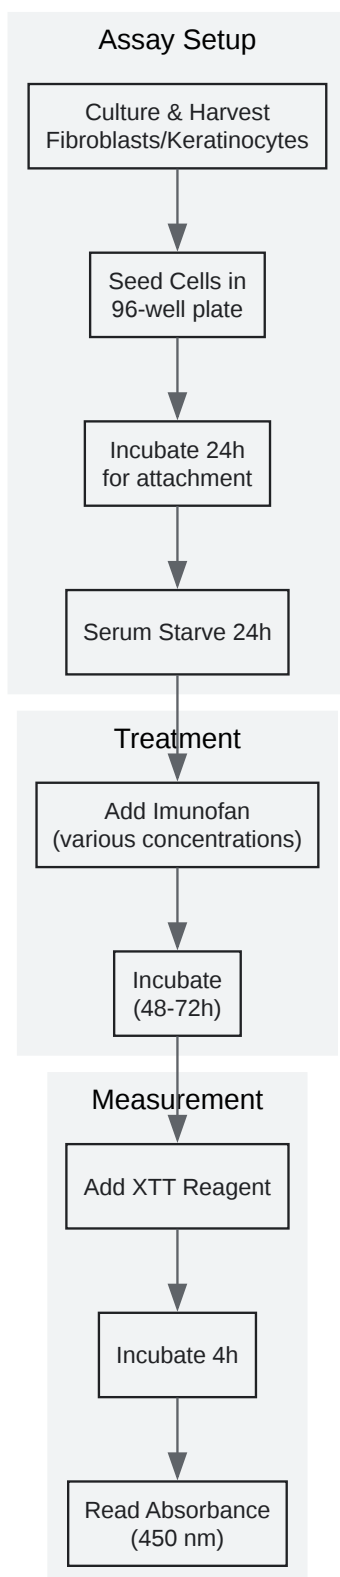 Assay Setup
Culture & Harvest
Fibroblasts/Keratinocytes
Seed Cells in
96-well plate
Incubate 24h
for attachment
Serum Starve 24h
Treatment
Add Imunofan
(various concentrations)
Incubate
(48-72h)
Measurement
Add XTT Reagent
Incubate 4h
Read Absorbance
(450 nm)